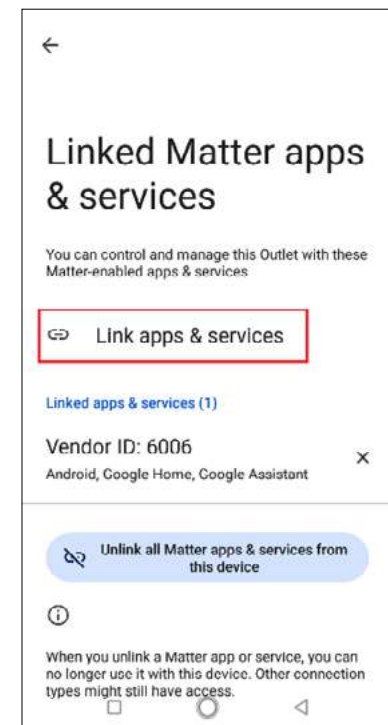 Linked Matter apps
& services
You can control and manage this Outlet with these
Matter-enabled apps & services
Link apps & services
Linked apps & services (1)
Vendor ID: 6006
Android, Google Home, Google Assistant
Unlink all Matter apps & services from
this device
When you unlink a Matter app or service, you can
no longer use it with this device. Other connection
types might still have access.